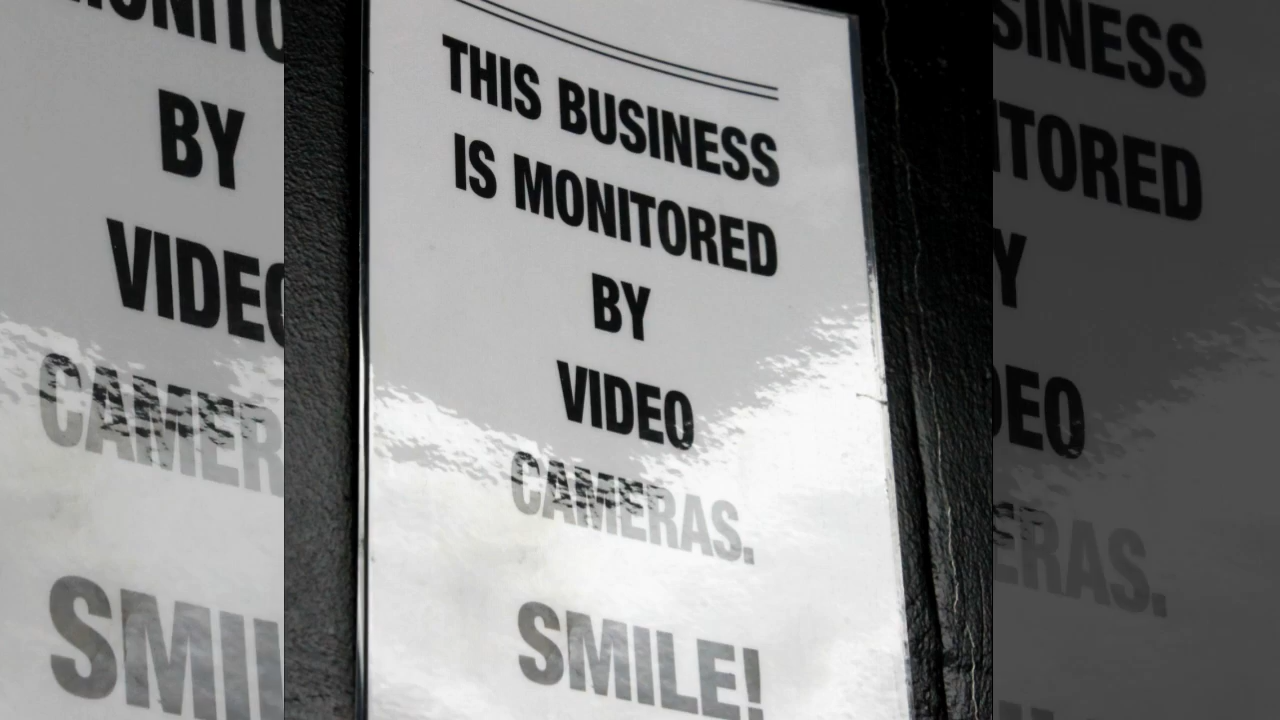 THIS BUSINESS
IS MONITORED
BY
VIDEO
CAMERAS.
SMILE!